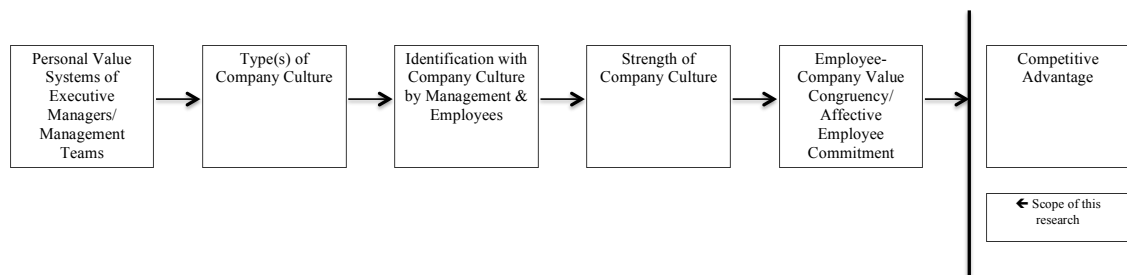 Personal Value
Systems of
Executive
Managers/
Management
Teams
Type(s) of
Company Culture
Identification with
Company Culture
by Management &
Employees
Strength of
Company Culture
Employee-
Company Value
Congruency/
Affective
Employee
Commitment
Competitive
Advantage
← Scope of this
research